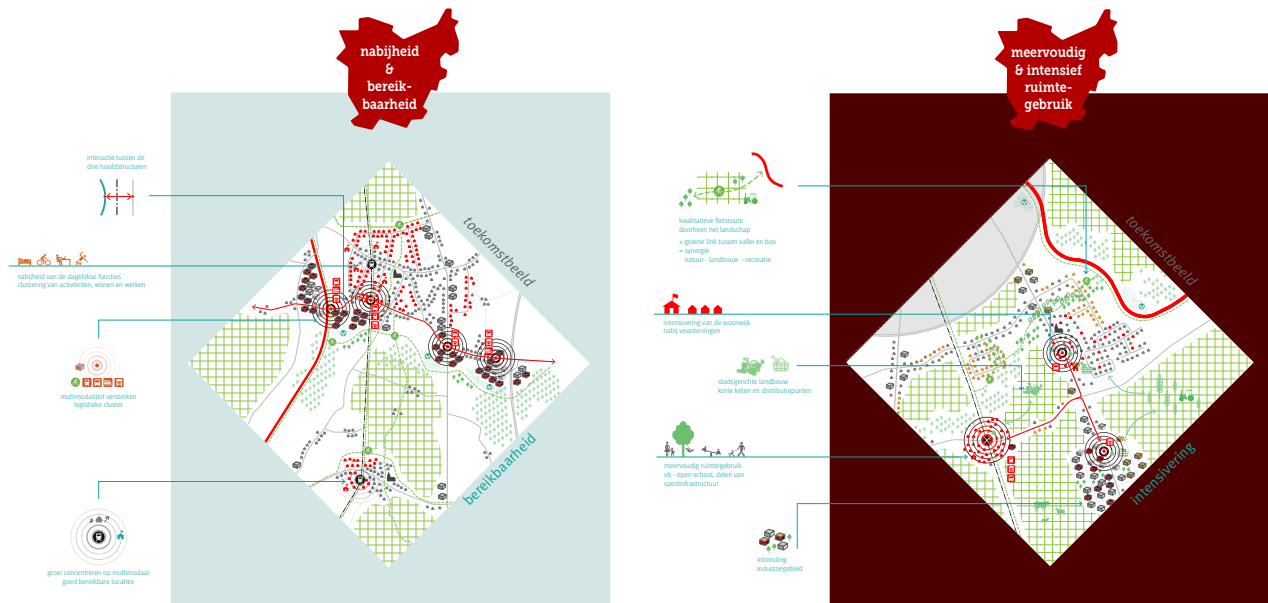 nabijheid
&
bereik-
baarheid
interactie tussen de
drie hoofdstructuren
nabijheid van de dagelijkse functies
clustering van activiteiten, wonen en werken
multimodaliteit versterken
logistieke cluster
groei concentreren op multimodaal
goed bereikbare locaties
toekomstbeeld
bereikbaarheid
meervoudig
& intensief
ruimte-
gebruik
kwalitatieve fietsroute
doorheen het landschap
+ groene link tussen vallei en bos
= synergie
natuur - landbouw - recreatie
intensivering van de woonwijk
nabij voorzieningen
stadsgerichte landbouw
korte keten en distributiepunten
meervoudig ruimtegebruik
vb - open school, delen van
sportinfrastructuur
inbreiding
industriegebied
toekomstbeeld
intensivering